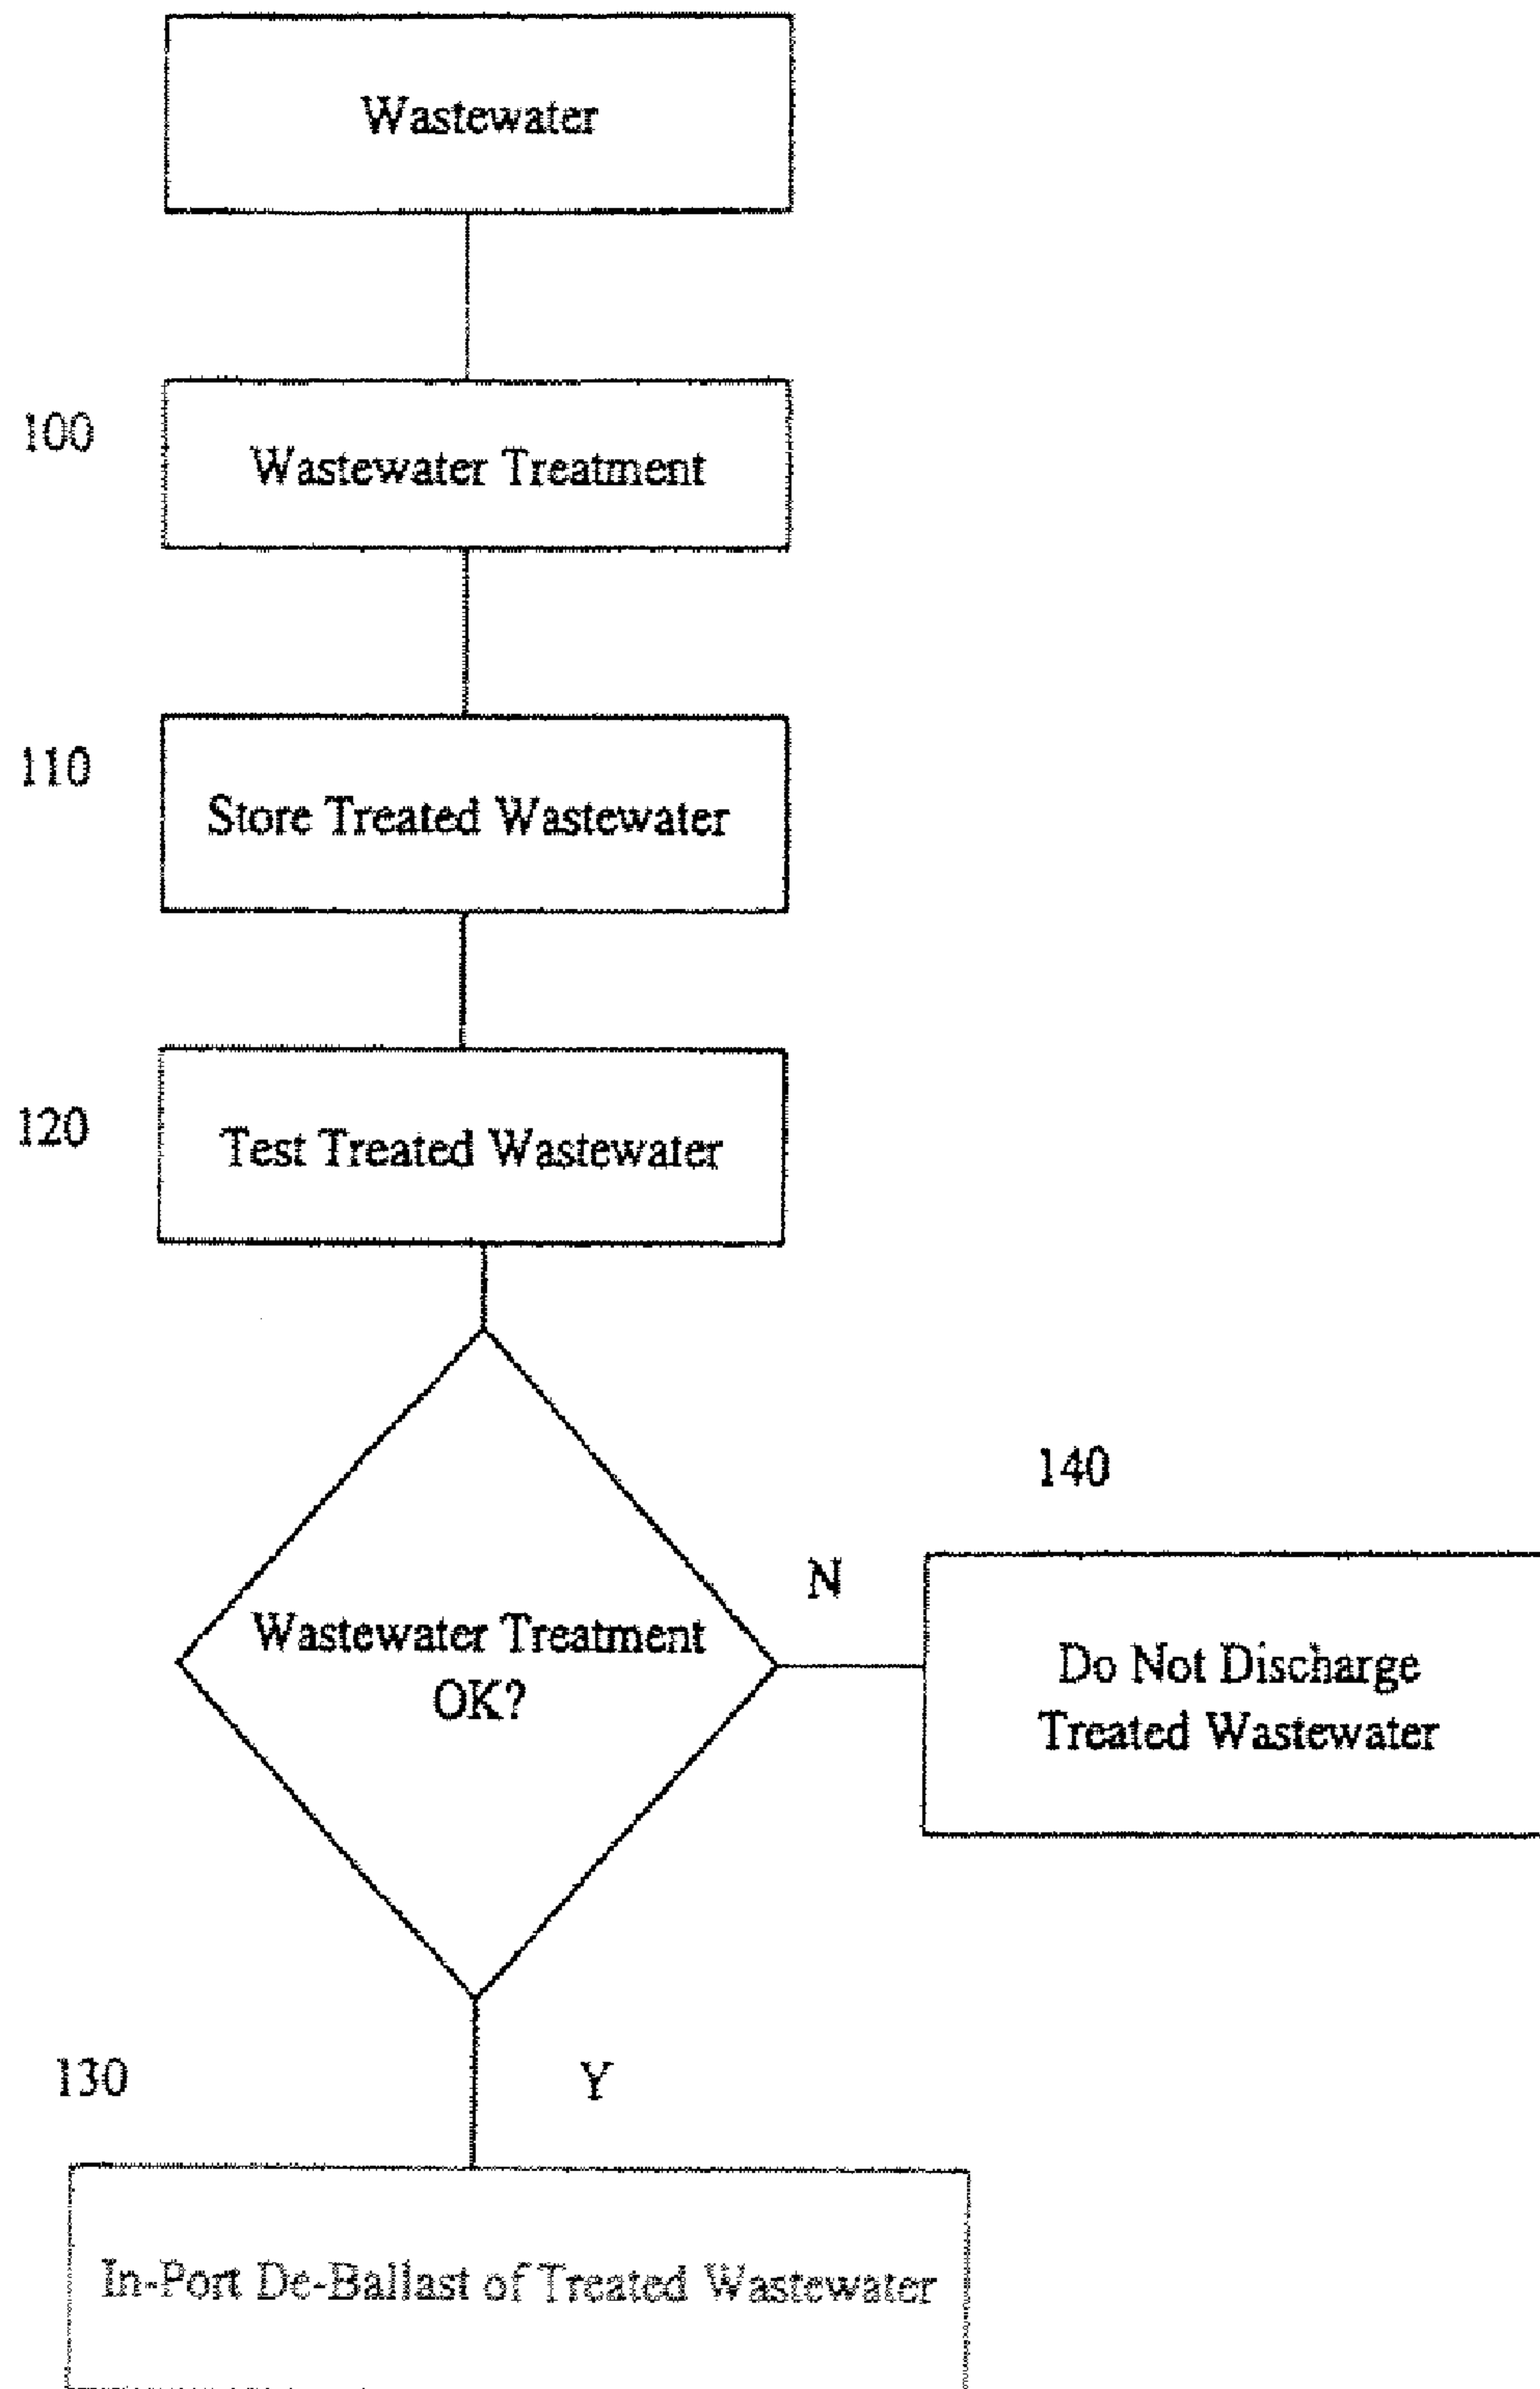 Wastewater
100
Wastewater Treatment
110
Store Treated Wastewater
120
Test Treated Wastewater
140
N
Wastewater Treatment
OK?
Do Not Discharge
Treated Wastewater
130
Y
In-Port De-Ballast of Treated Wastewater